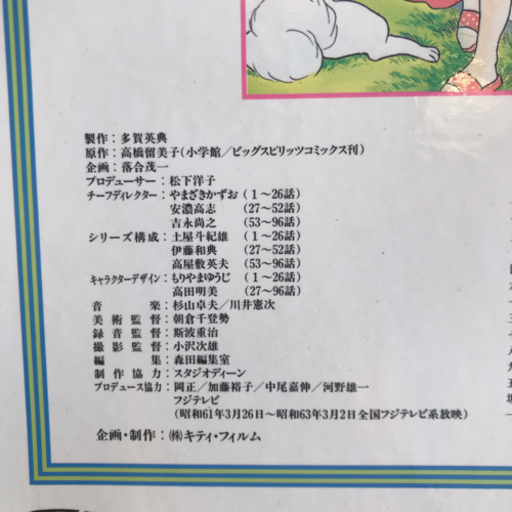 製作：多賀英典
原作：高橋留美子（小学館／ビッグスピリッツコミックス刊）
企画：落合茂一
プロデューサー：松下洋子
チーフディレクター：やまざきかずお（１～26話）
安濃高志（27～52話）
吉永尚之（53～96話）
シリーズ構成：土屋斗紀雄（１～26話）
伊藤和典（27～52話）
高屋敷英夫（53～96話）
キャラクターデザイン：もりやまゆうじ（１～26話）
高田明美（27～96話）
音楽：杉山卓夫／川井憲次
美術監督：朝倉千登勢
録音監督：斯波重治
撮影監督：小沢次雄
編集：森田編集室
制作協力：スタジオディーン
プロデュース協力：岡正／加藤裕子／中尾嘉伸／河野雄一
フジテレビ
（昭和61年3月26日～昭和63年3月2日全国フジテレビ系放映）
企画・制作：㈱キティ・フィルム